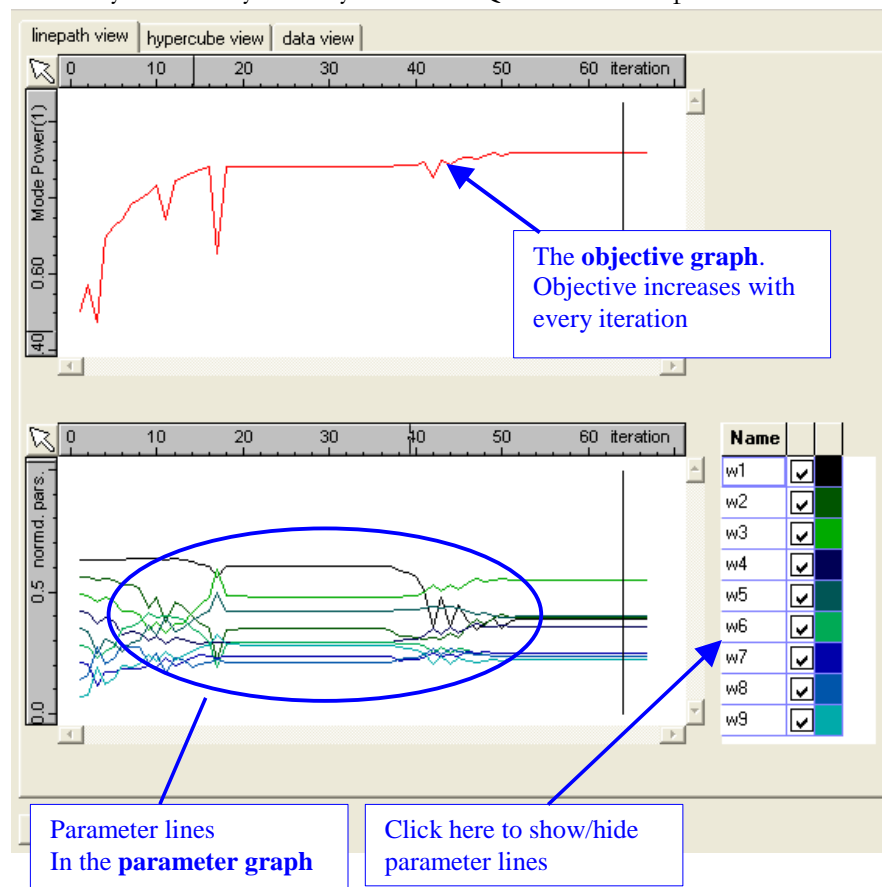 linepath view hypercube view data view
0 10 20 30 40 50 60 iteration
Mode Power(1)
0.60
.40
The objective graph.
Objective increases with
every iteration
0 10 20 30 40 50 60 iteration
normd. pars.
0.5
0.0
Name
w1
w2
w3
w4
w5
w6
w7
w8
w9
Parameter lines
In the parameter graph
Click here to show/hide
parameter lines